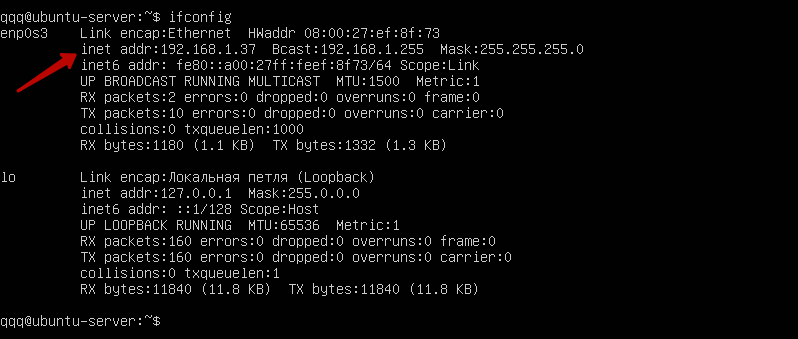 qqq@ubuntu-server:~$ ifconfig
enp0s3    Link encap:Ethernet  HWaddr 08:00:27:ef:8f:73
          inet addr:192.168.1.37  Bcast:192.168.1.255  Mask:255.255.255.0
          inet6 addr: fe80::a00:27ff:feef:8f73/64 Scope:Link
          UP BROADCAST RUNNING MULTICAST  MTU:1500  Metric:1
          RX packets:2 errors:0 dropped:0 overruns:0 frame:0
          TX packets:10 errors:0 dropped:0 overruns:0 carrier:0
          collisions:0 txqueuelen:1000
          RX bytes:1180 (1.1 KB)  TX bytes:1332 (1.3 KB)
lo        Link encap:Локальная петля (Loopback)
          inet addr:127.0.0.1  Mask:255.0.0.0
          inet6 addr: ::1/128 Scope:Host
          UP LOOPBACK RUNNING  MTU:65536  Metric:1
          RX packets:160 errors:0 dropped:0 overruns:0 frame:0
          TX packets:160 errors:0 dropped:0 overruns:0 carrier:0
          collisions:0 txqueuelen:1
          RX bytes:11840 (11.8 KB)  TX bytes:11840 (11.8 KB)
qqq@ubuntu-server:~$